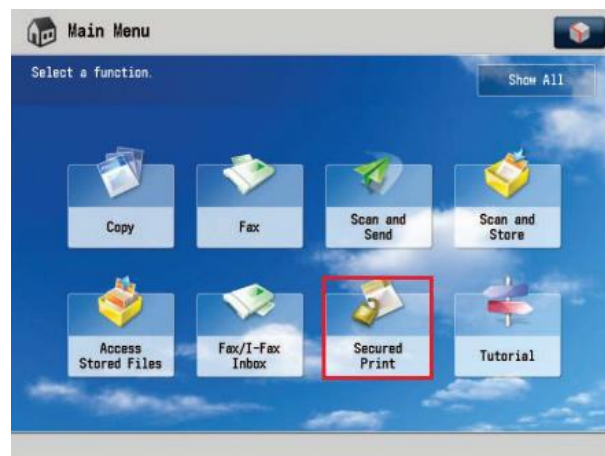 Main Menu
Select a function.
Show All
Copy
Fax
Scan and
Send
Scan and
Store
Access
Stored Files
Fax/I-Fax
Inbox
Secured
Print
Tutorial